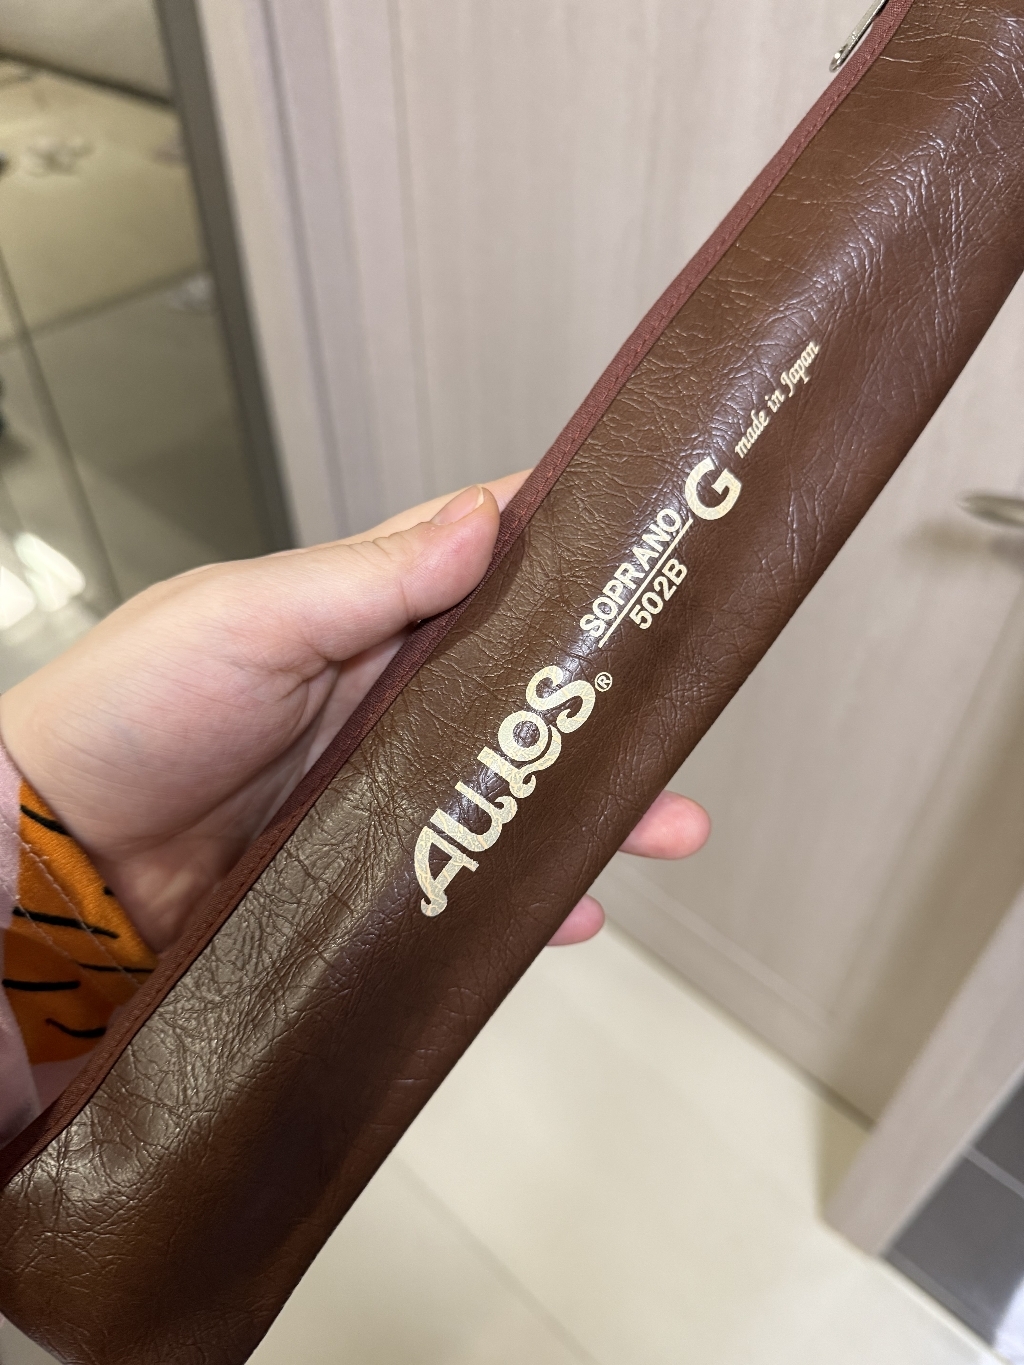 AULOS®
SOPRANO
502B
G
made in Japan